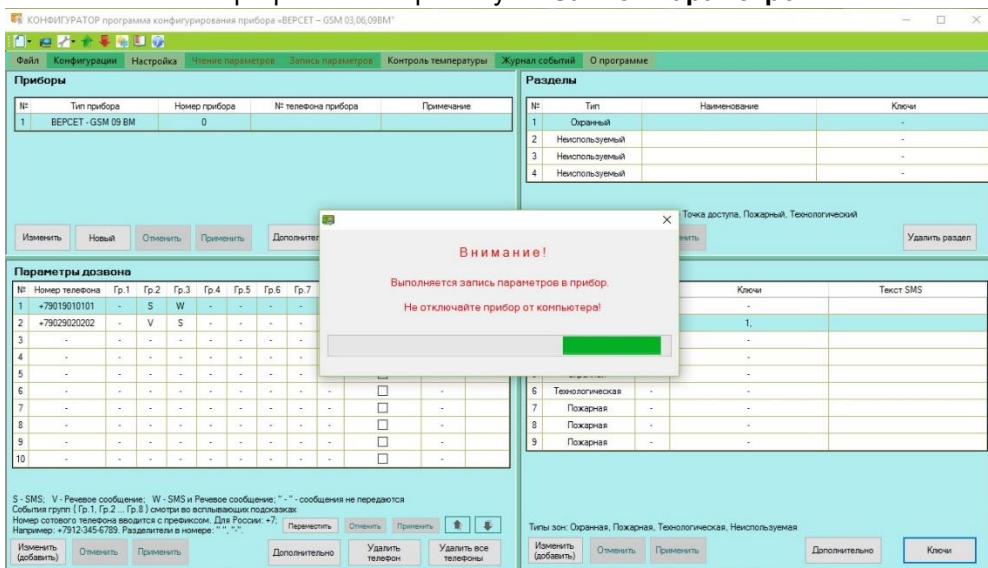 КОНФИГУРАТОР программа конфигурирования прибора «ВЕРСЕТ – GSM 03,06,09ВМ"
Файл Конфигурации Настройка Чтение параметров Запись параметров Контроль температуры Журнал событий О программе
Приборы
№ Тип прибора Номер прибора № телефона прибора Примечание
1 ВЕРСЕТ - GSM 09 ВМ 0
Изменить Новый Отменить Применить
Разделы
№ Тип Наименование Ключи
1 Охранный -
2 Неиспользуемый -
3 Неиспользуемый -
4 Неиспользуемый -
Точка доступа, Пожарный, Технологический
Удалить раздел
Внимание!
Выполняется запись параметров в прибор.
Не отключайте прибор от компьютера!
Параметры дозвона
№ Номер телефона Гр.1 Гр.2 Гр.3 Гр.4 Гр.5 Гр.6 Гр.7
1 +79019010101 - S W - - - -
2 +79029020202 - V S - - - -
3 - - - - - - - -
4 - - - - - - - -
5 - - - - - - - -
6 - - - - - - - - - -
7 - - - - - - - - - -
8 - - - - - - - - - -
9 - - - - - - - - - -
10 - - - - - - - - - -
S - SMS; V - Речевое сообщение; W - SMS и Речевое сообщение; " - " - сообщения не передаются
События групп ( Гр.1, Гр.2 ... Гр.8 ) смотри во всплывающих подсказках
Номер сотового телефона вводится с префиксом. Для России: +7;
Например: +7912-345-6789. Разделители в номере: " ", "-".
Переместить Отменить Применить
Изменить (добавить) Отменить Применить Дополнительно Удалить телефон Удалить все телефоны
Ключи Текст SMS
-
1,
-
-
6 Технологическая - -
7 Пожарная - -
8 Пожарная - -
9 Пожарная - -
Типы зон: Охранная, Пожарная, Технологическая, Неиспользуемая
Изменить (добавить) Отменить Применить Дополнительно Ключи